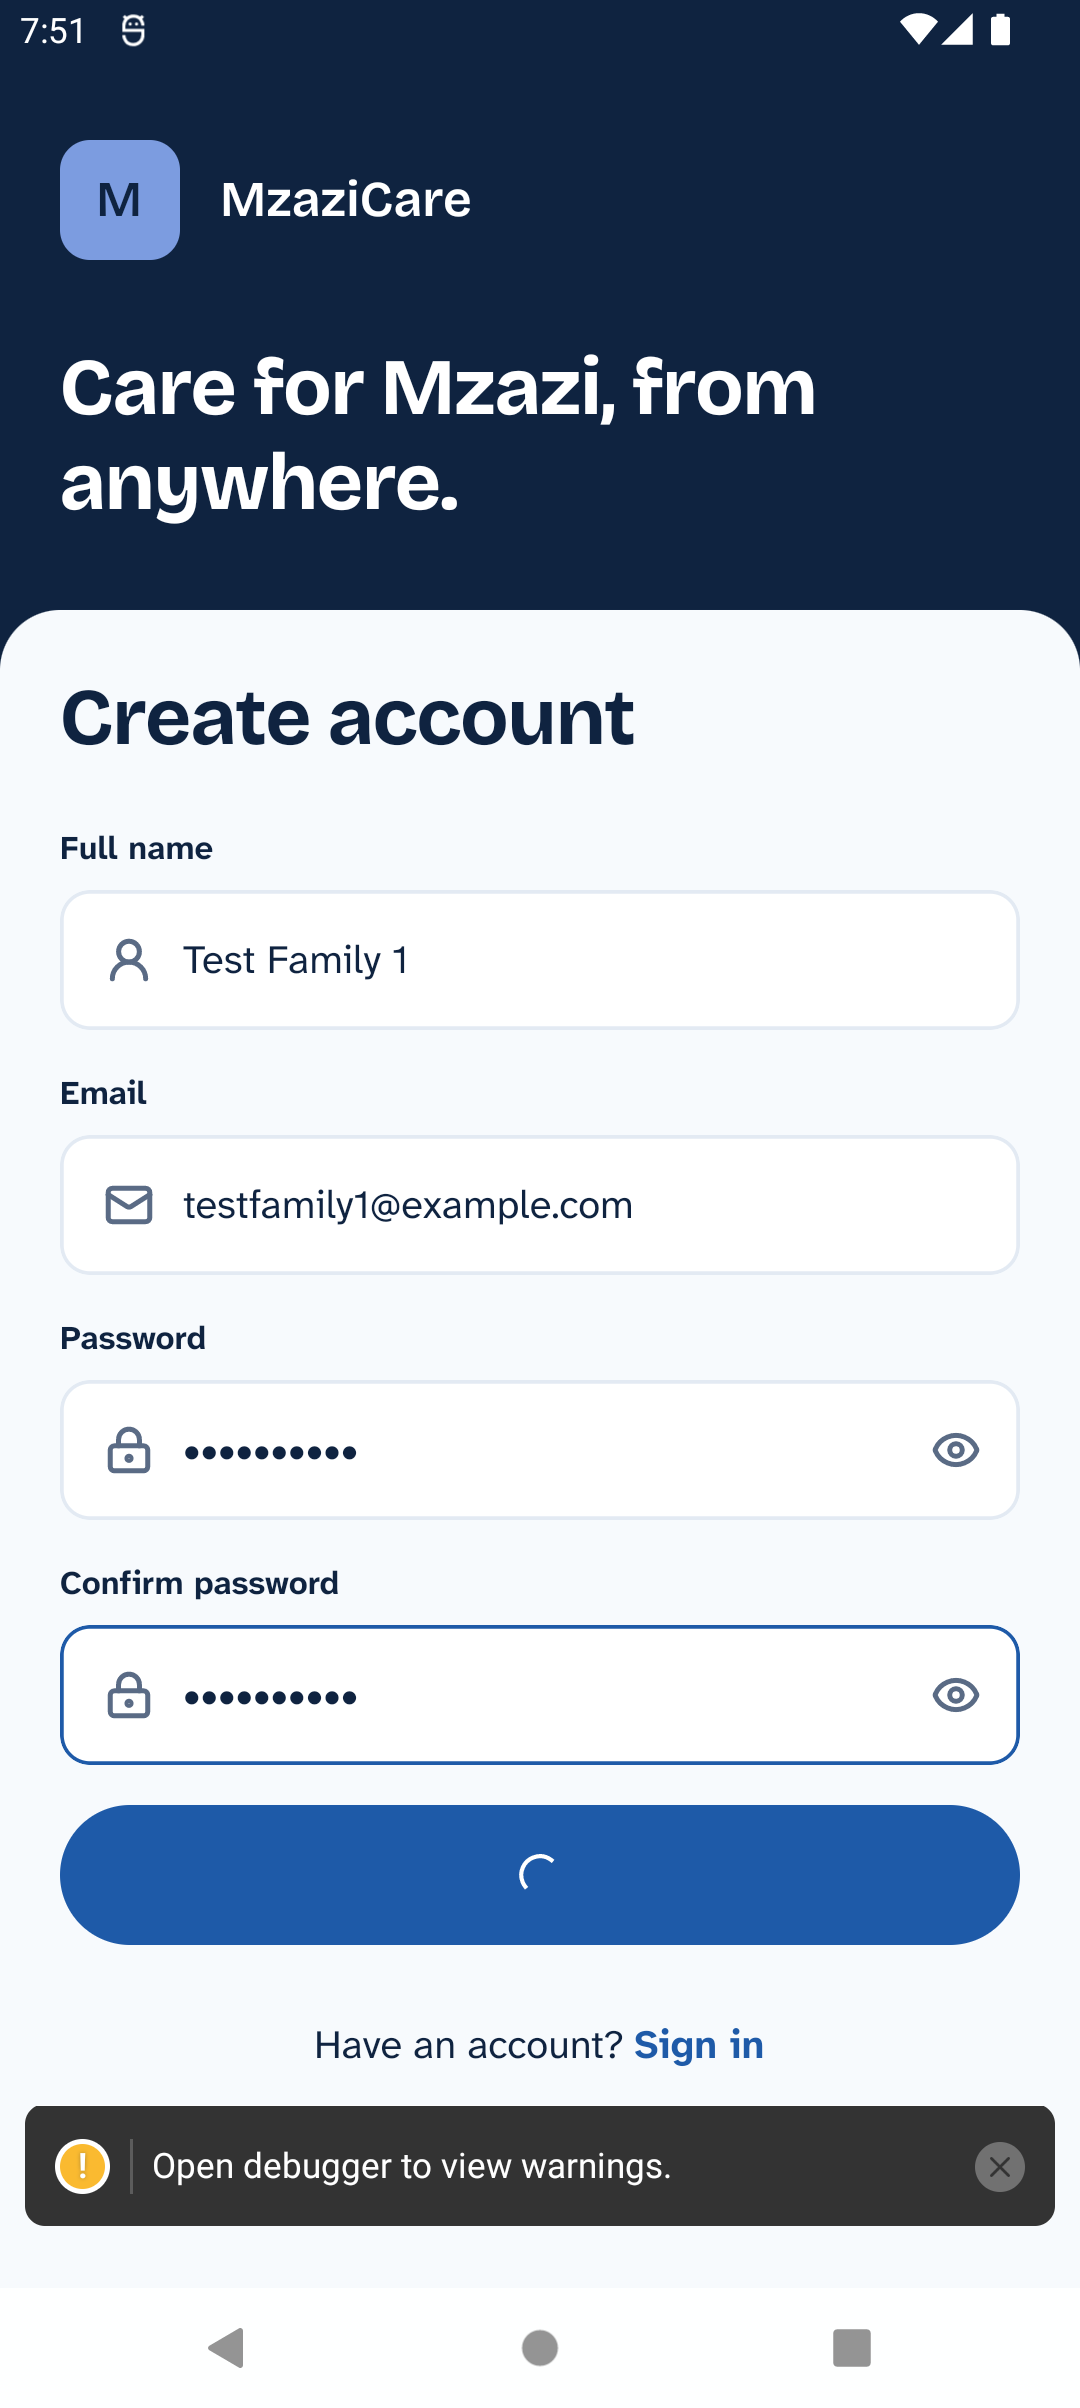 7:51
M
MzaziCare
Care for Mzazi, from
anywhere.
Create account
Full name
Test Family 1
Email
testfamily1@example.com
Password
••••••••••
Confirm password
••••••••••
Have an account? Sign in
! Open debugger to view warnings.